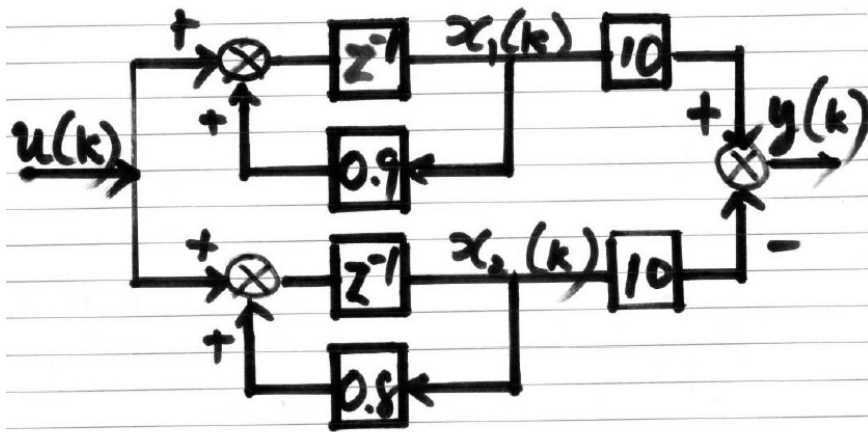 + z⁻¹ x₁(k) 10
+ 0.9 + y(k)
u(k)
+ z⁻¹ x₂(k) 10 -
+ 0.8